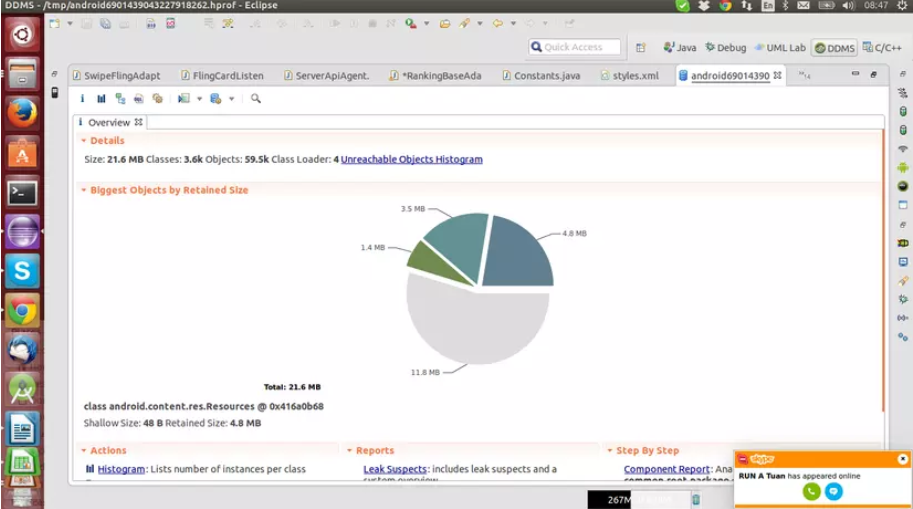 DDMS - /tmp/android6901439043227918262.hprof - Eclipse
En
08:47
Quick Access
Java
Debug
UML Lab
DDMS
C/C++
SwipeFlingAdapt
FlingCardListen
ServerApiAgent.
*RankingBaseAda
Constants.java
styles.xml
android69014390
Overview
Details
Size: 21.6 MB Classes: 3.6k Objects: 59.5k Class Loader: 4 Unreachable Objects Histogram
Biggest Objects by Retained Size
3.5 MB
4.8 MB
1.4 MB
11.8 MB
Total: 21.6 MB
class android.content.res.Resources @ 0x416a0b68
Shallow Size: 48 B Retained Size: 4.8 MB
Actions
Reports
Step By Step
Histogram: Lists number of instances per class
Leak Suspects: includes leak suspects and a
system overview
Component Report: Ana
common root package
skype
RUN A Tuan has appeared online
267M